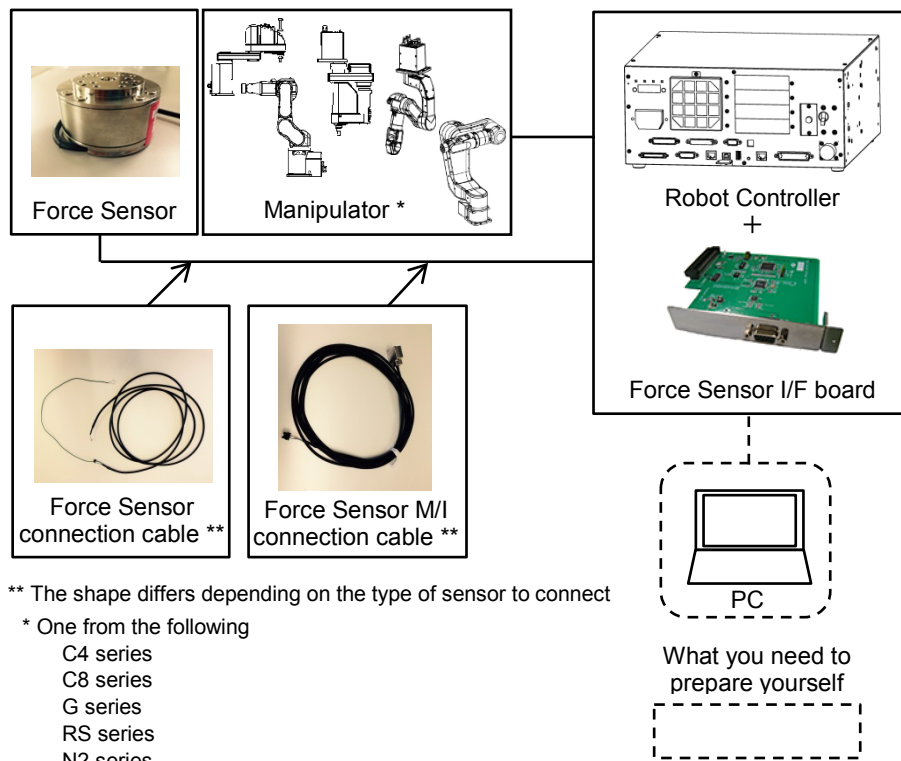 Force Sensor
Manipulator *
Robot Controller
+
Force Sensor I/F board
Force Sensor
connection cable **
Force Sensor M/I
connection cable **
PC
** The shape differs depending on the type of sensor to connect
* One from the following
C4 series
C8 series
G series
RS series
N2 series
What you need to
prepare yourself